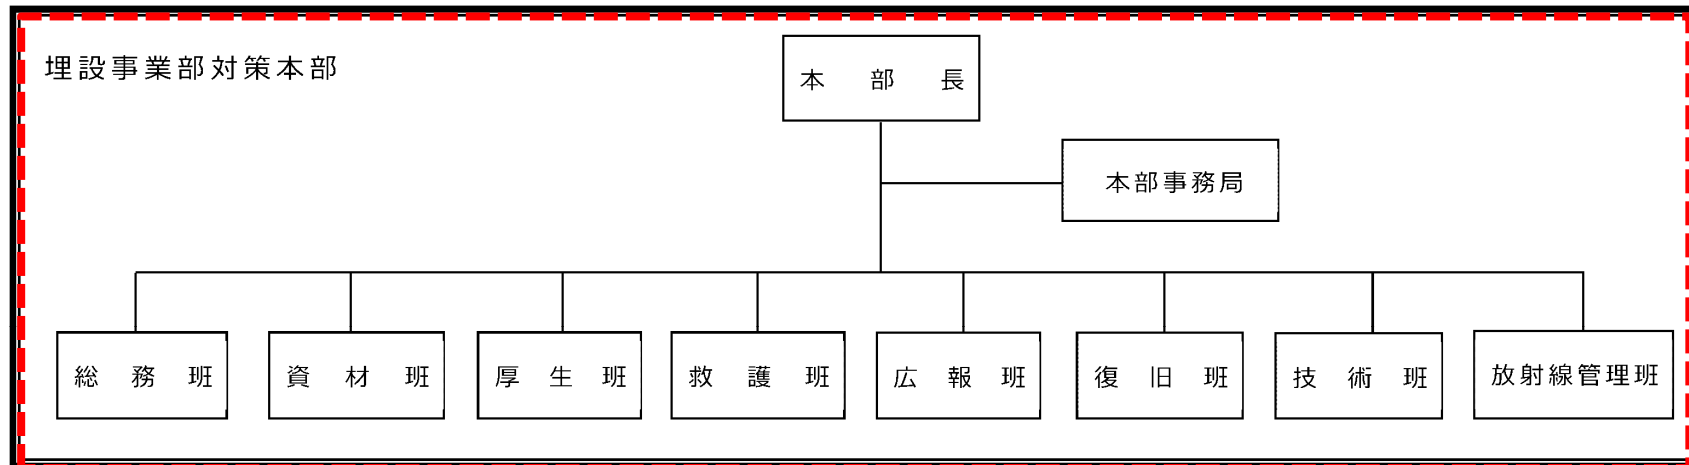 埋設事業部対策本部
本部長
本部事務局
総務班
資材班
厚生班
救護班
広報班
復旧班
技術班
放射線管理班